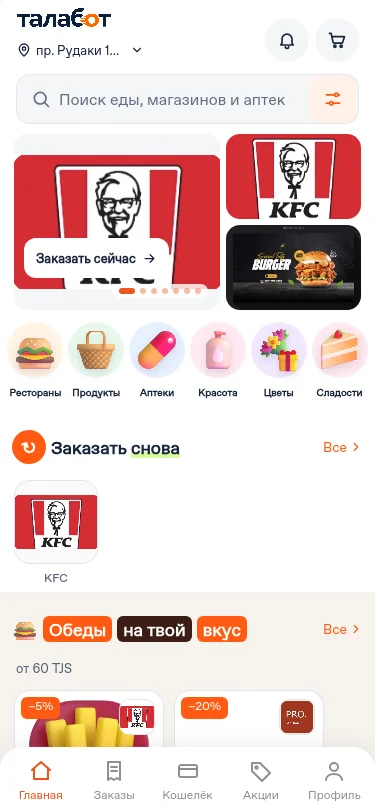 талабот
пр. Рудаки 1...
Поиск еды, магазинов и аптек
KFC
Заказать сейчас →
KFC
BURGER
Рестораны
Продукты
Аптеки
Красота
Цветы
Сладости
Заказать снова
Все >
KFC
KFC
Обеды на твой вкус
Все >
от 60 TJS
–5%
KFC
–20%
PRO.
Главная
Заказы
Кошелёк
Акции
Профиль